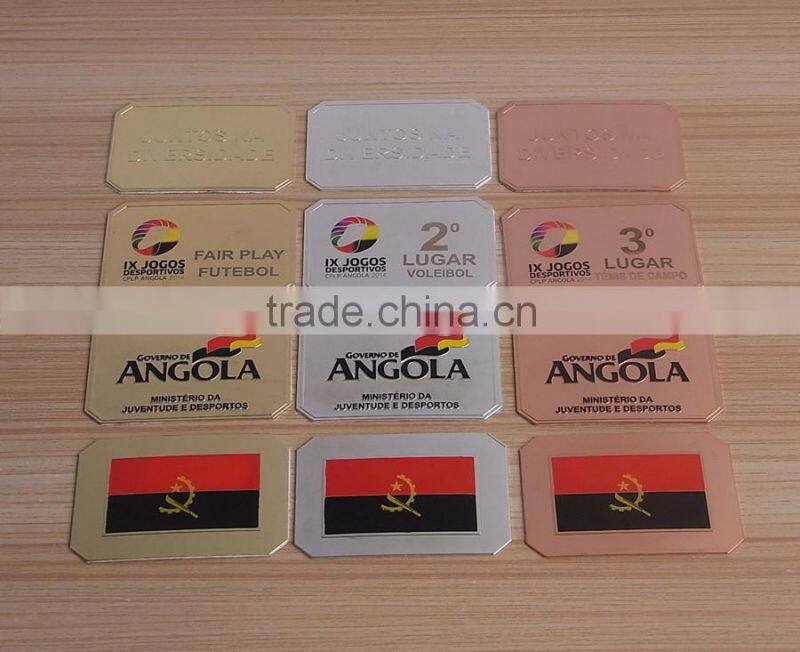 JUNTOS NA
DIVERSIDADE
JUNTOS NA
DIVERSIDADE
JUNTOS NA
DIVERSIDADE
IX JOGOS
DESPORTIVOS
CPLP ANGOLA 2014
FAIR PLAY
FUTEBOL
IX JOGOS
DESPORTIVOS
CPLP ANGOLA 2014
2º
LUGAR
VOLEIBOL
IX JOGOS
DESPORTIVOS
CPLP ANGOLA 2014
3º
LUGAR
TÉNIS DE CAMPO
trade.china.cn
GOVERNO DE
ANGOLA
MINISTÉRIO DA
JUVENTUDE E DESPORTOS
GOVERNO DE
ANGOLA
MINISTÉRIO DA
JUVENTUDE E DESPORTOS
GOVERNO DE
ANGOLA
MINISTÉRIO DA
JUVENTUDE E DESPORTOS